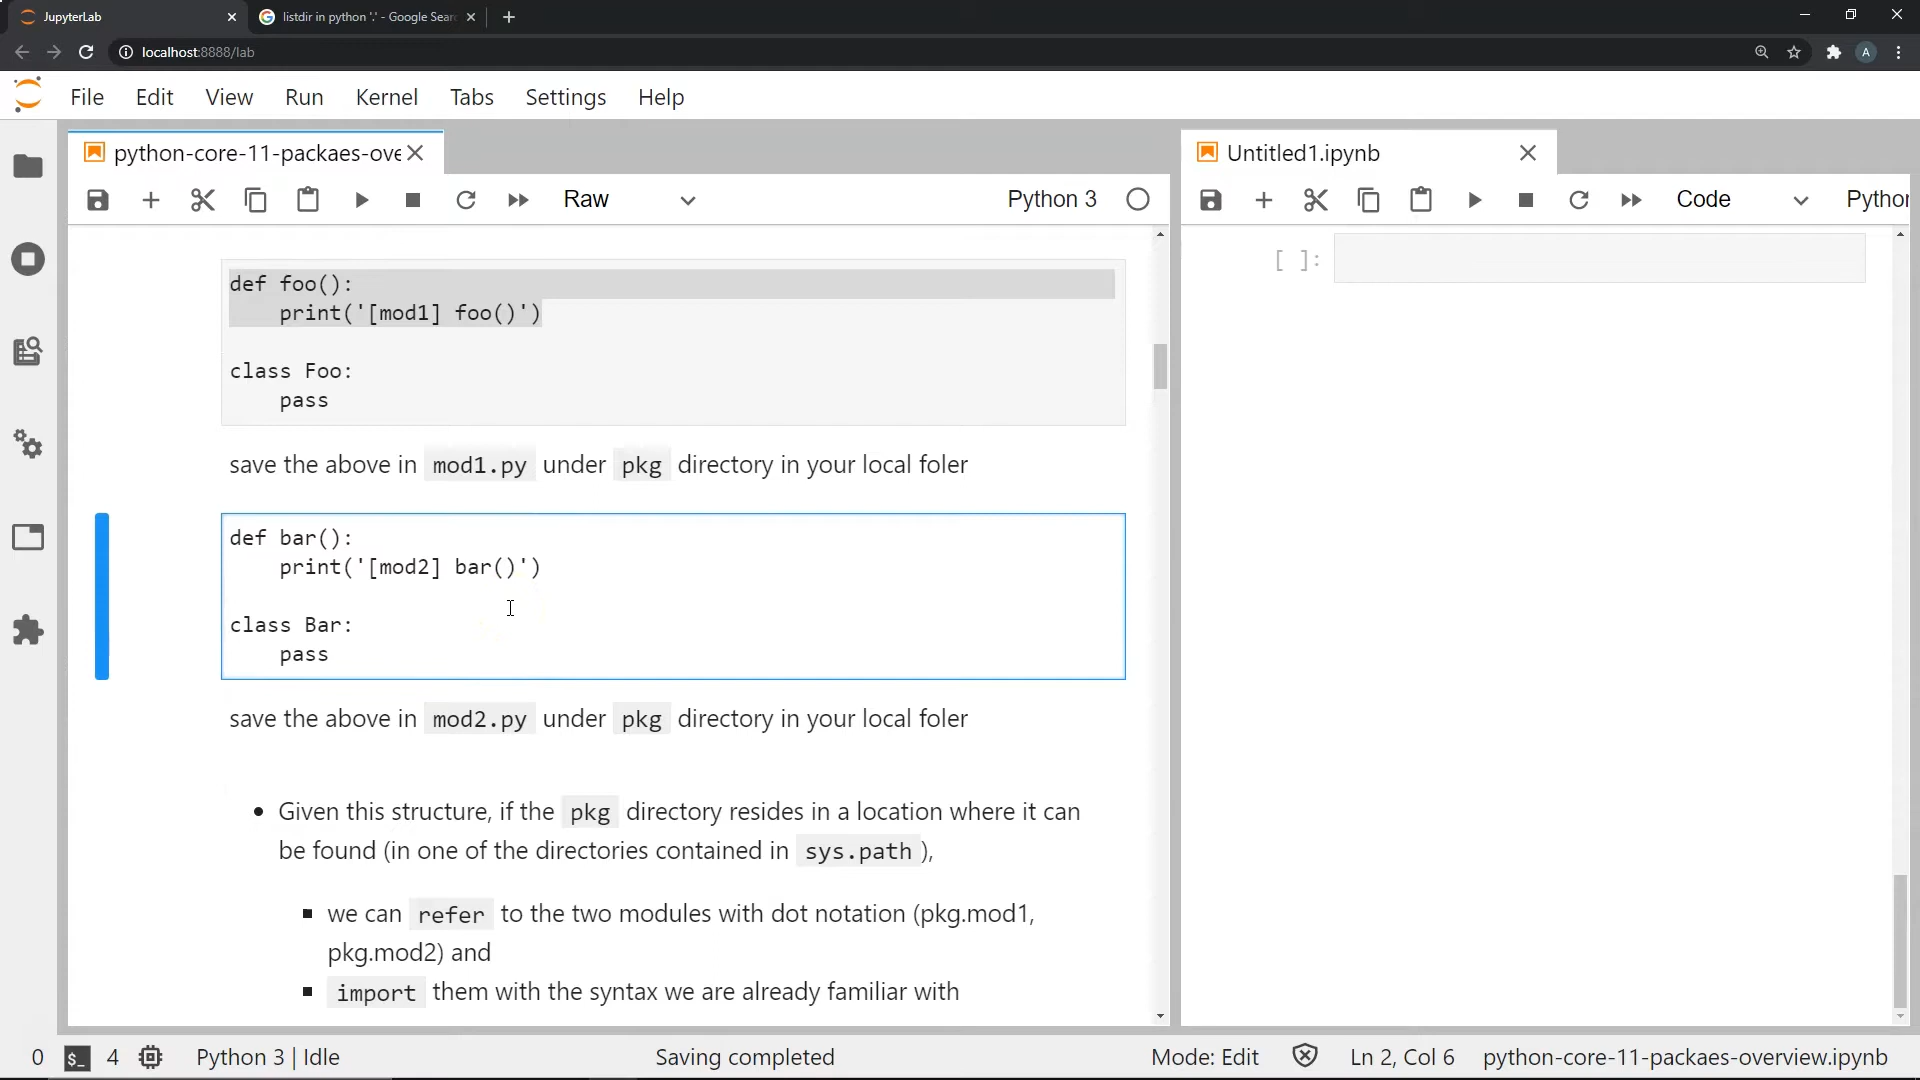 JupyterLab
listdir in python '.' - Google Sear
localhost:8888/lab
A
File Edit View Run Kernel Tabs Settings Help
python-core-11-packaes-ove
Untitled1.ipynb
Raw
Python 3
Code
Python
def foo():
print('[mod1] foo()')
class Foo:
pass
save the above in mod1.py under pkg directory in your local foler
def bar():
print('[mod2] bar()')
class Bar:
pass
save the above in mod2.py under pkg directory in your local foler
• Given this structure, if the pkg directory resides in a location where it can
be found (in one of the directories contained in sys.path ),
▪ we can refer to the two modules with dot notation (pkg.mod1,
pkg.mod2) and
▪ import them with the syntax we are already familiar with
[ ]:
0 $_ 4 Python 3 | Idle Saving completed Mode: Edit Ln 2, Col 6 python-core-11-packaes-overview.ipynb